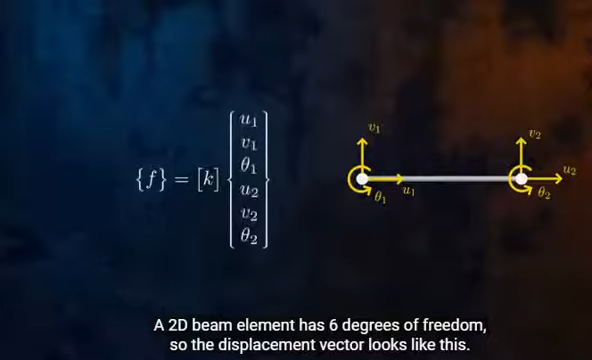 {f} = [k] {u₁ v₁ θ₁ u₂ v₂ θ₂}
v₁
θ₁
u₁
v₂
u₂
θ₂
A 2D beam element has 6 degrees of freedom,
so the displacement vector looks like this.